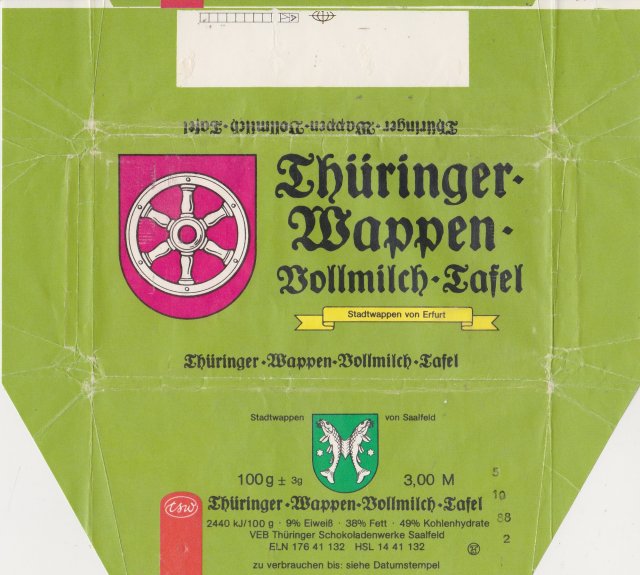 Thüringer-Wappen-Vollmilch-Tafel
Thüringer-
Wappen-
Vollmilch-Tafel
Stadtwappen von Erfurt
Thüringer-Wappen-Vollmilch-Tafel
Stadtwappen von Saalfeld
100g ± 3g 3,00 M
tsw Thüringer-Wappen-Vollmilch-Tafel
2440 kJ/100 g · 9% Eiweiß · 38% Fett · 49% Kohlenhydrate
VEB Thüringer Schokoladenwerke Saalfeld
ELN 176 41 132 HSL 14 41 132
zu verbrauchen bis: siehe Datumstempel
5
10
88
2